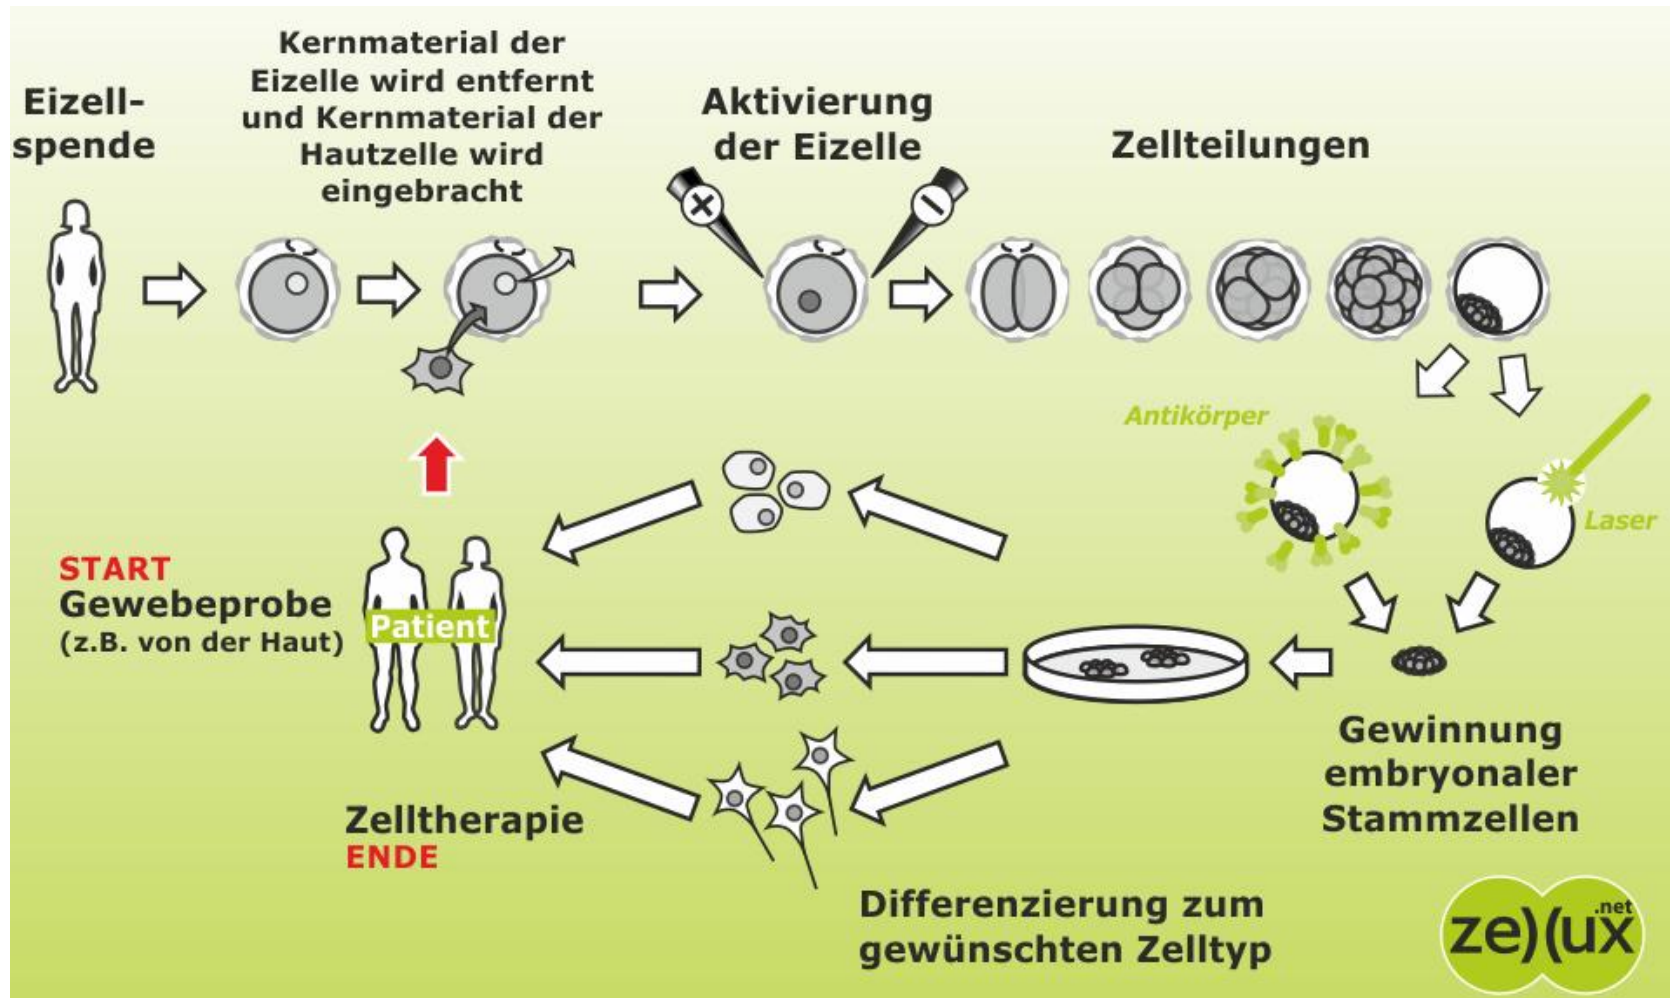 Eizell-
spende
Kernmaterial der
Eizelle wird entfernt
und Kernmaterial der
Hautzelle wird
eingebracht
Aktivierung
der Eizelle
Zellteilungen
+
−
Antikörper
Laser
START
Gewebeprobe
(z.B. von der Haut)
Patient
Gewinnung
embryonaler
Stammzellen
Zelltherapie
ENDE
Differenzierung zum
gewünschten Zelltyp
ze)(ux
.net